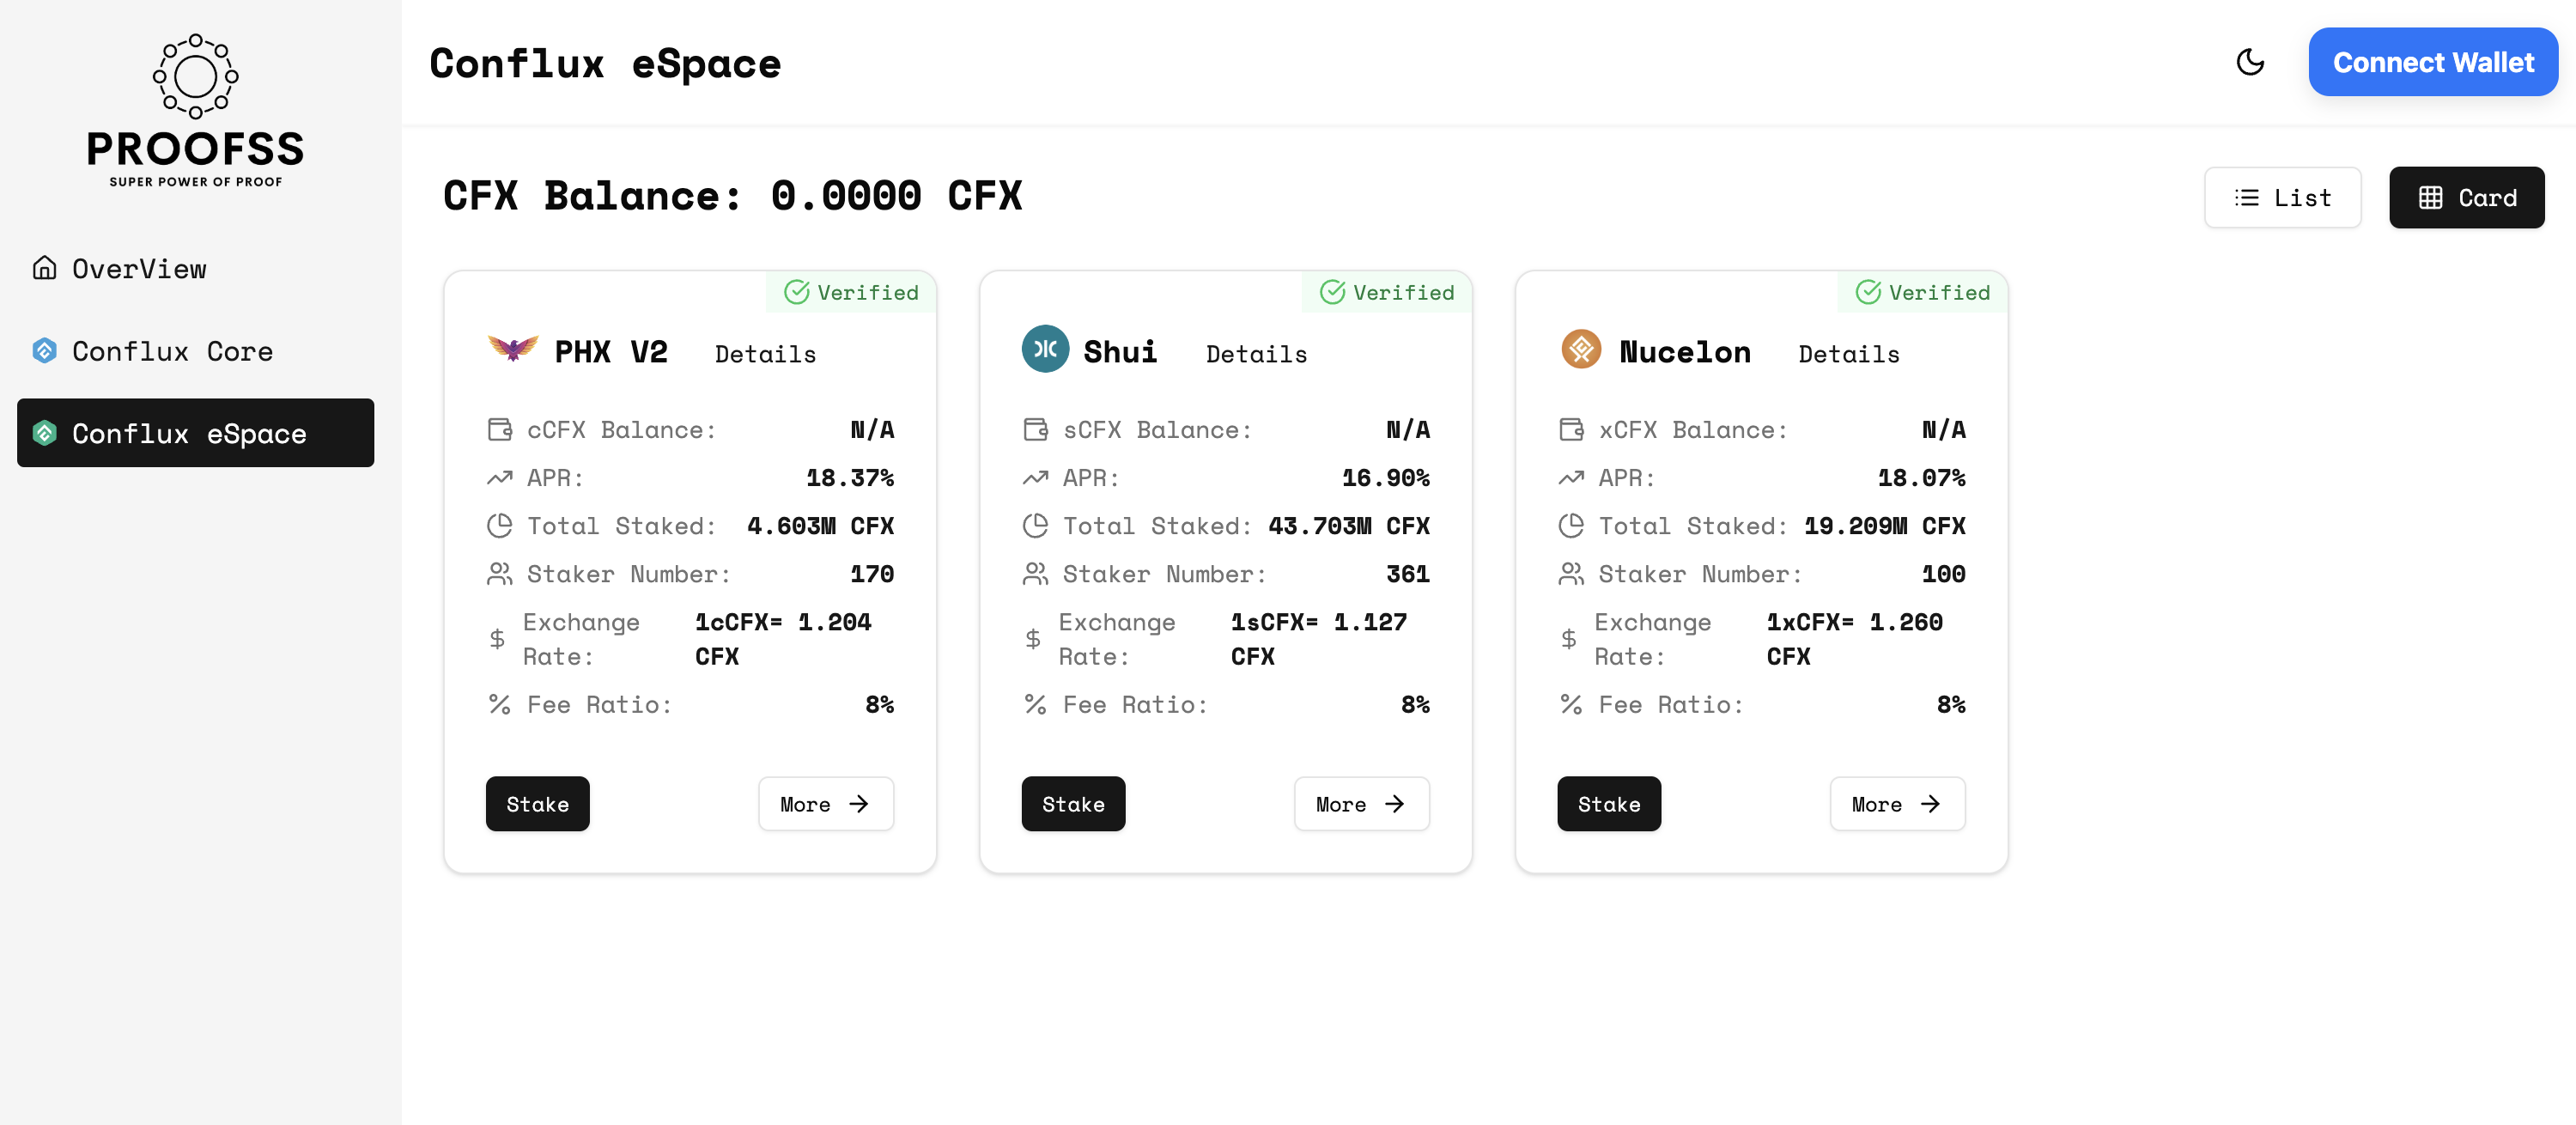 PROOFSS
SUPER POWER OF PROOF
OverView
Conflux Core
Conflux eSpace
Conflux eSpace
Connect Wallet
CFX Balance: 0.0000 CFX
List
Card
Verified
PHX V2 Details
cCFX Balance: N/A
APR: 18.37%
Total Staked: 4.603M CFX
Staker Number: 170
Exchange Rate: 1cCFX= 1.204 CFX
Fee Ratio: 8%
Stake
More
Verified
Shui Details
sCFX Balance: N/A
APR: 16.90%
Total Staked: 43.703M CFX
Staker Number: 361
Exchange Rate: 1sCFX= 1.127 CFX
Fee Ratio: 8%
Stake
More
Verified
Nucelon Details
xCFX Balance: N/A
APR: 18.07%
Total Staked: 19.209M CFX
Staker Number: 100
Exchange Rate: 1xCFX= 1.260 CFX
Fee Ratio: 8%
Stake
More